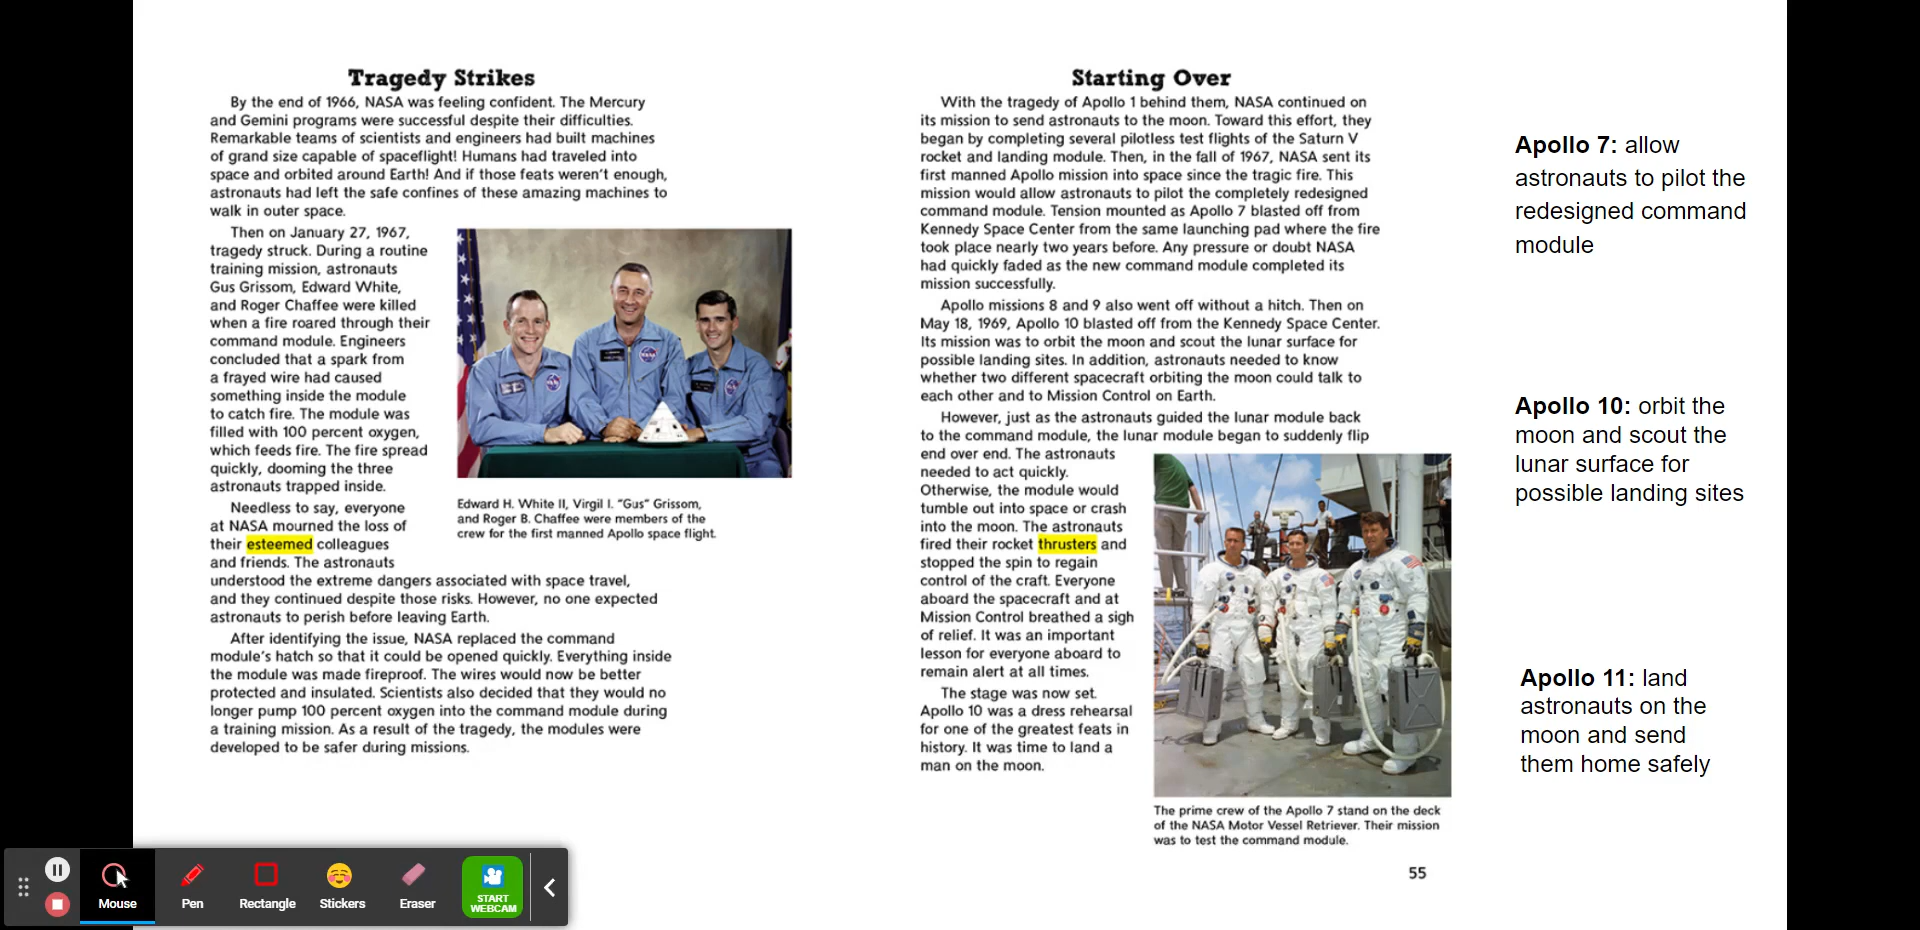 Tragedy Strikes
By the end of 1966, NASA was feeling confident. The Mercury
and Gemini programs were successful despite their difficulties.
Remarkable teams of scientists and engineers had built machines
of grand size capable of spaceflight! Humans had traveled into
space and orbited around Earth! And if those feats weren't enough,
astronauts had left the safe confines of these amazing machines to
walk in outer space.
Then on January 27, 1967,
tragedy struck. During a routine
training mission, astronauts
Gus Grissom, Edward White,
and Roger Chaffee were killed
when a fire roared through their
command module. Engineers
concluded that a spark from
a frayed wire had caused
something inside the module
to catch fire. The module was
filled with 100 percent oxygen,
which feeds fire. The fire spread
quickly, dooming the three
astronauts trapped inside.
Needless to say, everyone
at NASA mourned the loss of
their esteemed colleagues
and friends. The astronauts
understood the extreme dangers associated with space travel,
and they continued despite those risks. However, no one expected
astronauts to perish before leaving Earth.
After identifying the issue, NASA replaced the command
module's hatch so that it could be opened quickly. Everything inside
the module was made fireproof. The wires would now be better
protected and insulated. Scientists also decided that they would no
longer pump 100 percent oxygen into the command module during
a training mission. As a result of the tragedy, the modules were
developed to be safer during missions.
Edward H. White II, Virgil I. "Gus" Grissom,
and Roger B. Chaffee were members of the
crew for the first manned Apollo space flight.
Starting Over
With the tragedy of Apollo 1 behind them, NASA continued on
its mission to send astronauts to the moon. Toward this effort, they
began by completing several pilotless test flights of the Saturn V
rocket and landing module. Then, in the fall of 1967, NASA sent its
first manned Apollo mission into space since the tragic fire. This
mission would allow astronauts to pilot the completely redesigned
command module. Tension mounted as Apollo 7 blasted off from
Kennedy Space Center from the same launching pad where the fire
took place nearly two years before. Any pressure or doubt NASA
had quickly faded as the new command module completed its
mission successfully.
Apollo missions 8 and 9 also went off without a hitch. Then on
May 18, 1969, Apollo 10 blasted off from the Kennedy Space Center.
Its mission was to orbit the moon and scout the lunar surface for
possible landing sites. In addition, astronauts needed to know
whether two different spacecraft orbiting the moon could talk to
each other and to Mission Control on Earth.
However, just as the astronauts guided the lunar module back
to the command module, the lunar module began to suddenly flip
end over end. The astronauts
needed to act quickly.
Otherwise, the module would
tumble out into space or crash
into the moon. The astronauts
fired their rocket thrusters and
stopped the spin to regain
control of the craft. Everyone
aboard the spacecraft and at
Mission Control breathed a sigh
of relief. It was an important
lesson for everyone aboard to
remain alert at all times.
The stage was now set.
Apollo 10 was a dress rehearsal
for one of the greatest feats in
history. It was time to land a
man on the moon.
The prime crew of the Apollo 7 stand on the deck
of the NASA Motor Vessel Retriever. Their mission
was to test the command module.
55
Apollo 7: allow
astronauts to pilot the
redesigned command
module
Apollo 10: orbit the
moon and scout the
lunar surface for
possible landing sites
Apollo 11: land
astronauts on the
moon and send
them home safely
Mouse
Pen
Rectangle
Stickers
Eraser
START
WEBCAM